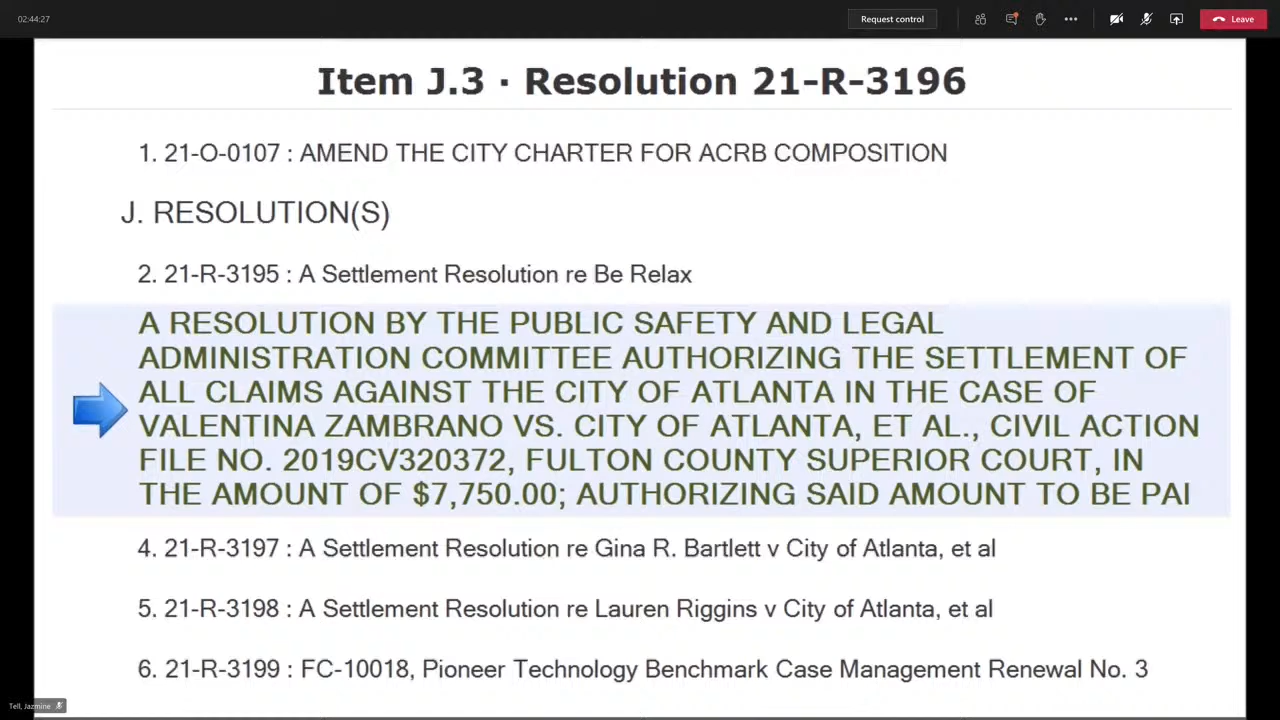 02:44:27
Request control
Leave
Item J.3 · Resolution 21-R-3196
1. 21-O-0107 : AMEND THE CITY CHARTER FOR ACRB COMPOSITION
J. RESOLUTION(S)
2. 21-R-3195 : A Settlement Resolution re Be Relax
A RESOLUTION BY THE PUBLIC SAFETY AND LEGAL
ADMINISTRATION COMMITTEE AUTHORIZING THE SETTLEMENT OF
ALL CLAIMS AGAINST THE CITY OF ATLANTA IN THE CASE OF
VALENTINA ZAMBRANO VS. CITY OF ATLANTA, ET AL., CIVIL ACTION
FILE NO. 2019CV320372, FULTON COUNTY SUPERIOR COURT, IN
THE AMOUNT OF $7,750.00; AUTHORIZING SAID AMOUNT TO BE PAI
4. 21-R-3197 : A Settlement Resolution re Gina R. Bartlett v City of Atlanta, et al
5. 21-R-3198 : A Settlement Resolution re Lauren Riggins v City of Atlanta, et al
6. 21-R-3199 : FC-10018, Pioneer Technology Benchmark Case Management Renewal No. 3
Tell, Jazmine